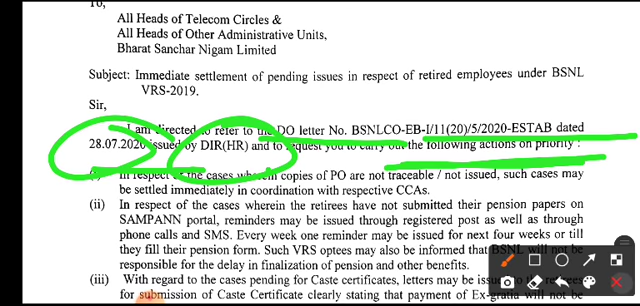 To,
All Heads of Telecom Circles &
All Heads of Other Administrative Units,
Bharat Sanchar Nigam Limited
Subject: Immediate settlement of pending issues in respect of retired employees under BSNL
VRS-2019.
Sir,
I am directed to refer to the DO letter No. BSNLCO-EB-I/11(20)/5/2020-ESTAB dated
28.07.2020 issued by DIR(HR) and to request you to carry out the following actions on priority :
(i) In respect of the cases wherein copies of PO are not traceable / not issued, such cases may
be settled immediately in coordination with respective CCAs.
(ii) In respect of the cases wherein the retirees have not submitted their pension papers on
SAMPANN portal, reminders may be issued through registered post as well as through
phone calls and SMS. Every week one reminder may be issued for next four weeks or till
they fill their pension form. Such VRS optees may also be informed that BSNL will not be
responsible for the delay in finalization of pension and other benefits.
(iii) With regard to the cases pending for Caste certificates, letters may be issued to the retirees
for submission of Caste Certificate clearly stating that payment of Ex-gratia will not be